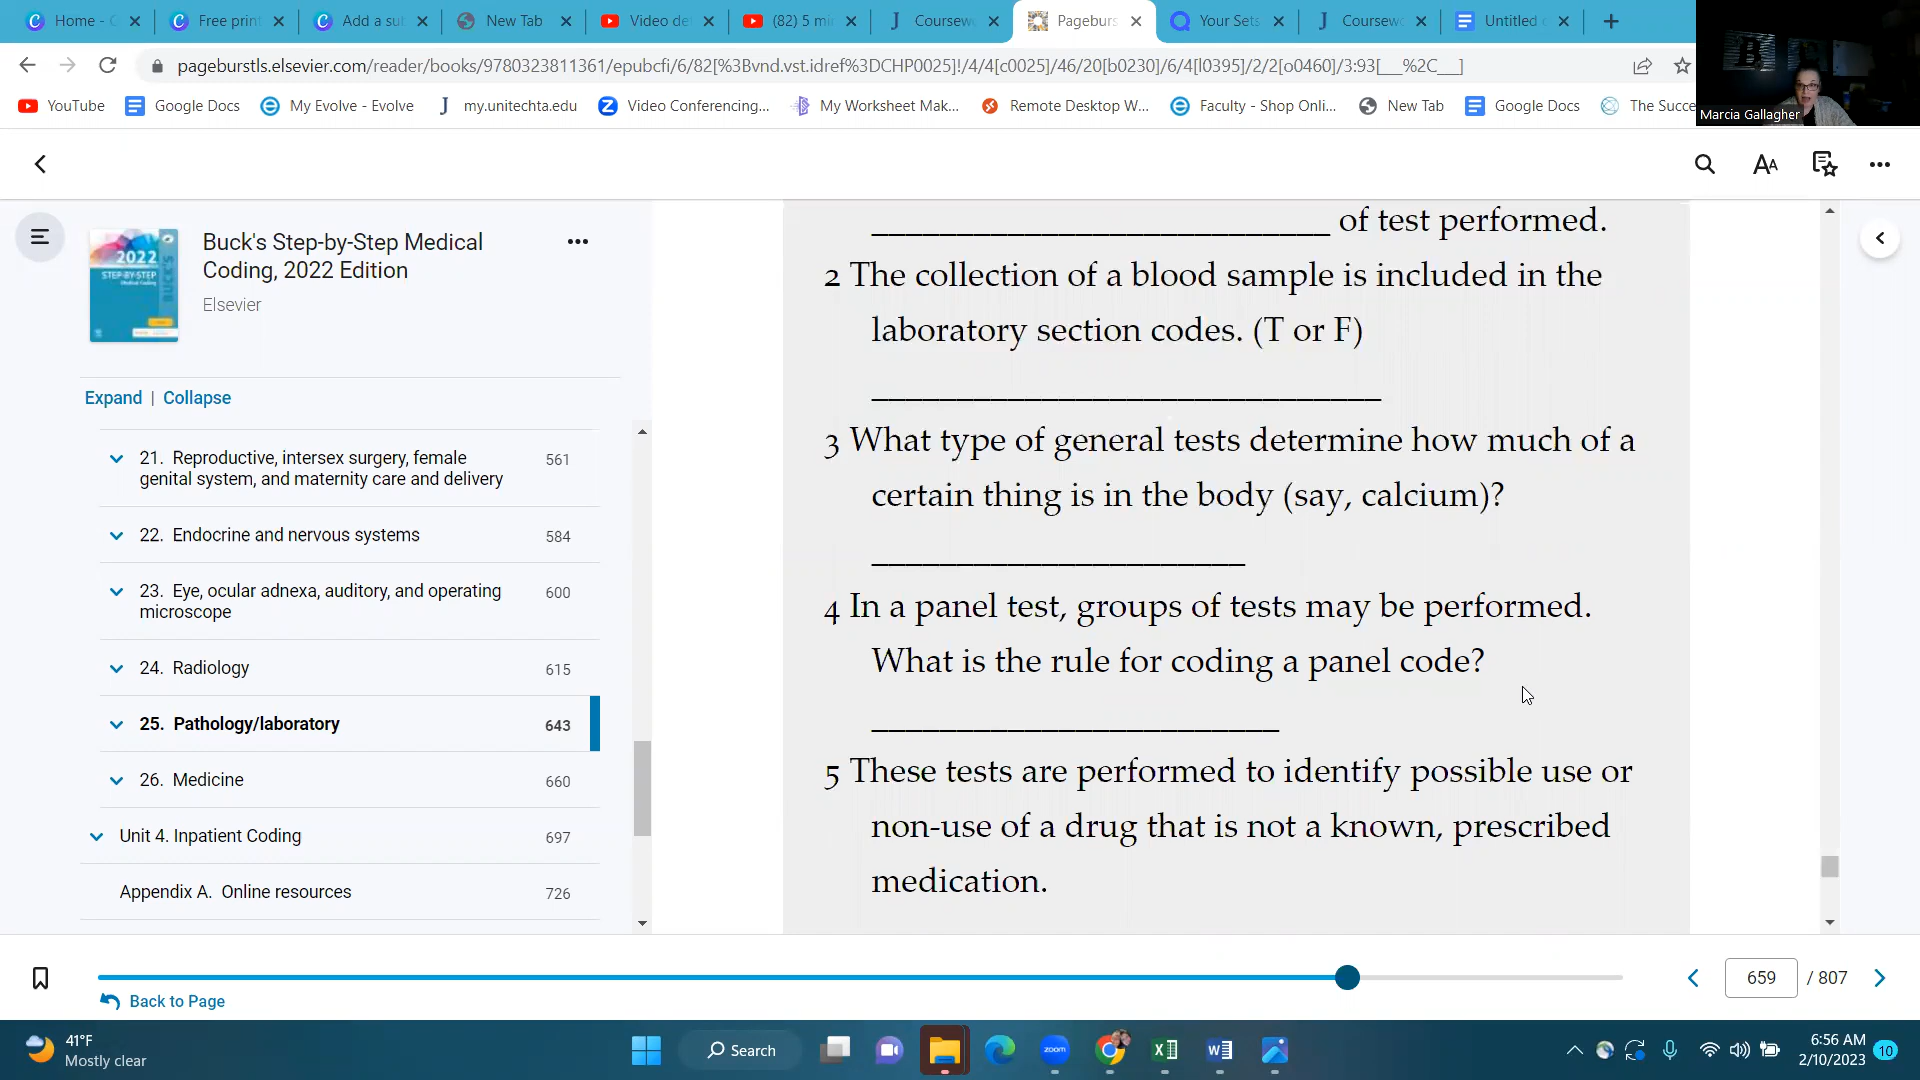 Home - C
Free print
Add a su
New Tab
Video de
(82) 5 mi
Coursew
Pagebur
Your Sets
Coursew
Untitled
pageburstls.elsevier.com/reader/books/9780323811361/epubcfi/6/82[%3Bvnd.vst.idref%3DCHP0025]!/4/4[c0025]/46/20[b0230]/6/4[l0395]/2/2[o0460]/3:93[___%2C___]
YouTube
Google Docs
My Evolve - Evolve
my.unitechta.edu
Video Conferencing...
My Worksheet Mak...
Remote Desktop W...
Faculty - Shop Onli...
New Tab
Google Docs
The Succe
Marcia Gallagher
AA
Buck's Step-by-Step Medical
Coding, 2022 Edition
Elsevier
2022
STEP-BY-STEP
BUCK'S
Expand | Collapse
21. Reproductive, intersex surgery, female 561
genital system, and maternity care and delivery
22. Endocrine and nervous systems 584
23. Eye, ocular adnexa, auditory, and operating 600
microscope
24. Radiology 615
25. Pathology/laboratory 643
26. Medicine 660
Unit 4. Inpatient Coding 697
Appendix A. Online resources 726
___________________________ of test performed.
2 The collection of a blood sample is included in the
laboratory section codes. (T or F)
______________________________
3 What type of general tests determine how much of a
certain thing is in the body (say, calcium)?
______________________
4 In a panel test, groups of tests may be performed.
What is the rule for coding a panel code?
________________________
5 These tests are performed to identify possible use or
non-use of a drug that is not a known, prescribed
medication.
Back to Page
659 / 807
41°F
Mostly clear
Search
zoom
6:56 AM
2/10/2023
10